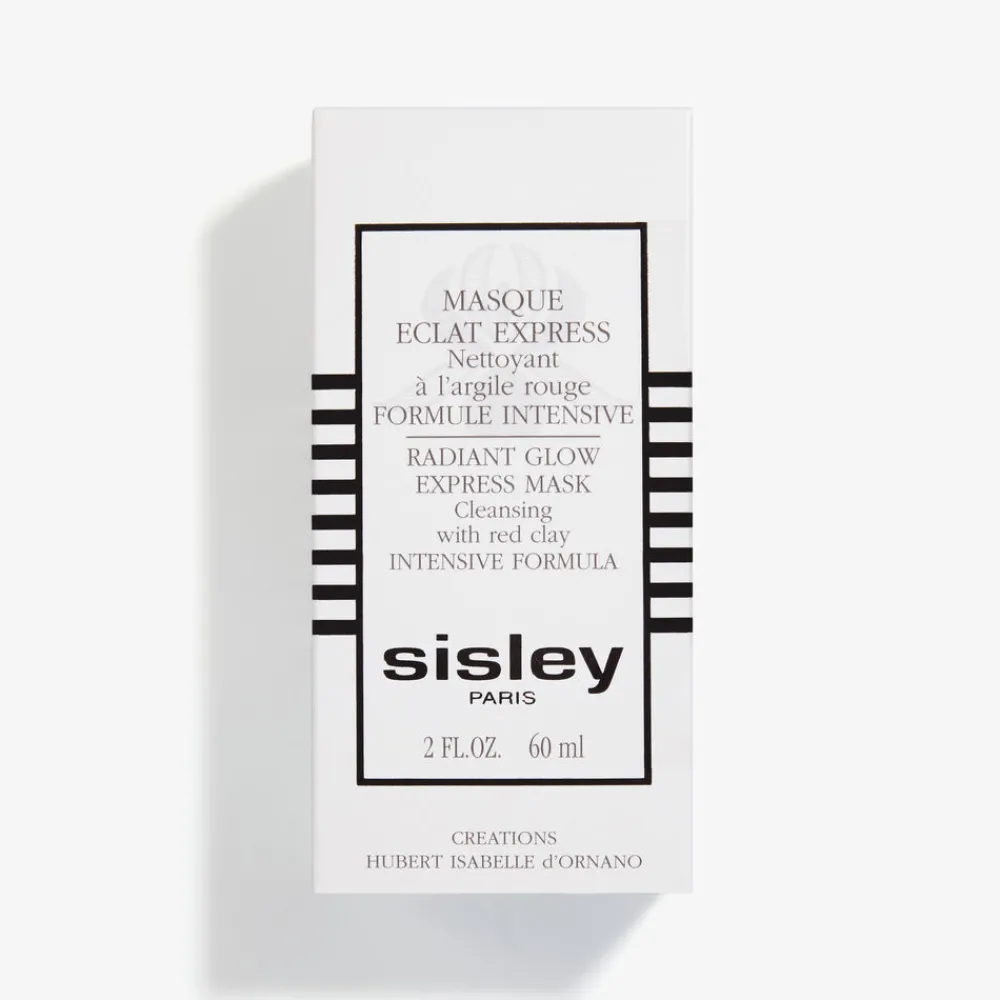 MASQUE
ECLAT EXPRESS
Nettoyant
à l'argile rouge
FORMULE INTENSIVE
RADIANT GLOW
EXPRESS MASK
Cleansing
with red clay
INTENSIVE FORMULA
sisley
PARIS
2 FL.OZ. 60 ml
CREATIONS
HUBERT ISABELLE d'ORNANO